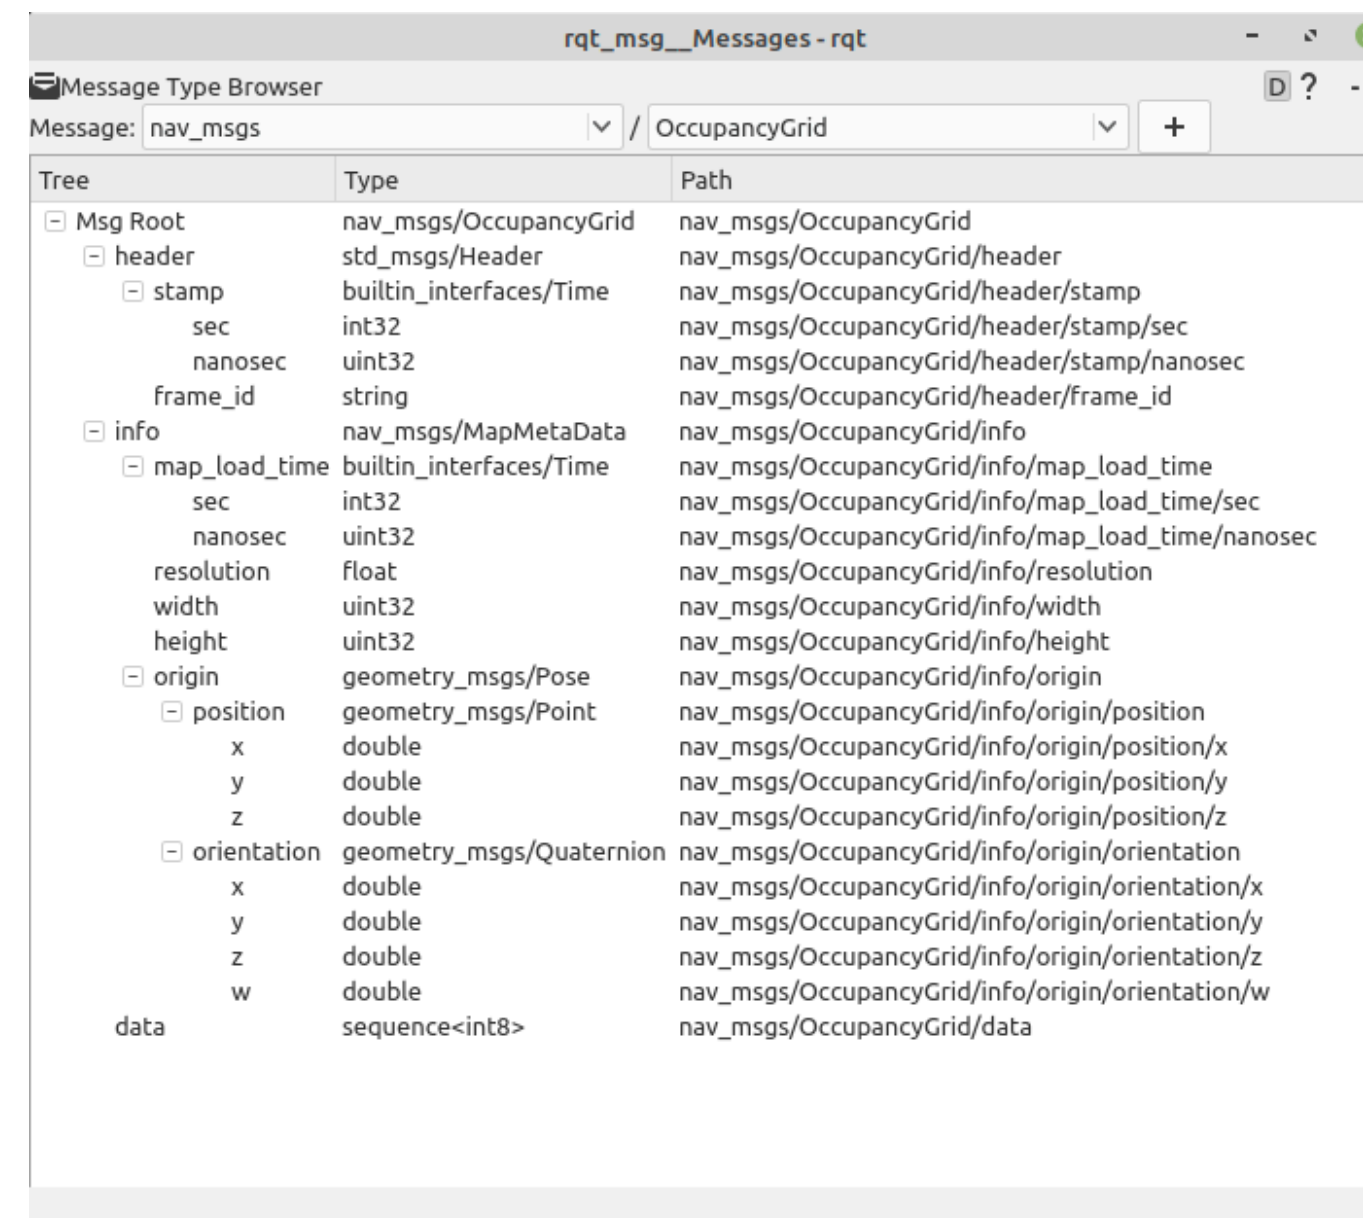 rqt_msg__Messages - rqt
Message Type Browser D ? -
Message: nav_msgs / OccupancyGrid +
Tree Type Path
Msg Root nav_msgs/OccupancyGrid nav_msgs/OccupancyGrid
header std_msgs/Header nav_msgs/OccupancyGrid/header
stamp builtin_interfaces/Time nav_msgs/OccupancyGrid/header/stamp
sec int32 nav_msgs/OccupancyGrid/header/stamp/sec
nanosec uint32 nav_msgs/OccupancyGrid/header/stamp/nanosec
frame_id string nav_msgs/OccupancyGrid/header/frame_id
info nav_msgs/MapMetaData nav_msgs/OccupancyGrid/info
map_load_time builtin_interfaces/Time nav_msgs/OccupancyGrid/info/map_load_time
sec int32 nav_msgs/OccupancyGrid/info/map_load_time/sec
nanosec uint32 nav_msgs/OccupancyGrid/info/map_load_time/nanosec
resolution float nav_msgs/OccupancyGrid/info/resolution
width uint32 nav_msgs/OccupancyGrid/info/width
height uint32 nav_msgs/OccupancyGrid/info/height
origin geometry_msgs/Pose nav_msgs/OccupancyGrid/info/origin
position geometry_msgs/Point nav_msgs/OccupancyGrid/info/origin/position
x double nav_msgs/OccupancyGrid/info/origin/position/x
y double nav_msgs/OccupancyGrid/info/origin/position/y
z double nav_msgs/OccupancyGrid/info/origin/position/z
orientation geometry_msgs/Quaternion nav_msgs/OccupancyGrid/info/origin/orientation
x double nav_msgs/OccupancyGrid/info/origin/orientation/x
y double nav_msgs/OccupancyGrid/info/origin/orientation/y
z double nav_msgs/OccupancyGrid/info/origin/orientation/z
w double nav_msgs/OccupancyGrid/info/origin/orientation/w
data sequence<int8> nav_msgs/OccupancyGrid/data